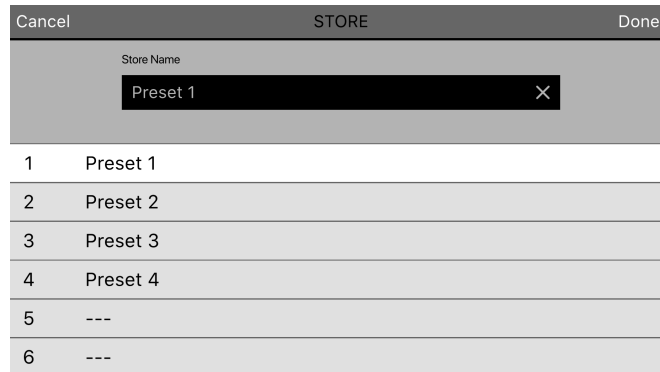 Cancel STORE Done
Store Name
Preset 1
1 Preset 1
2 Preset 2
3 Preset 3
4 Preset 4
5 ---
6 ---